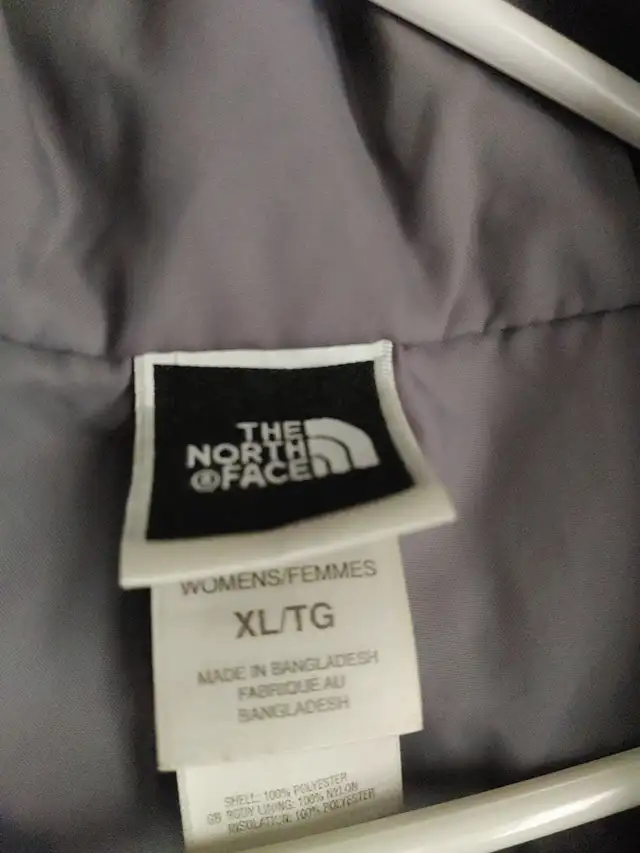 THE
NORTH
®FACE
WOMENS/FEMMES
XL/TG
MADE IN BANGLADESH
FABRIQUE AU
BANGLADESH
SHELL: 100% POLYESTER
GB BODY LINING: 100% NYLON
INSULATION: 100% POLYESTER